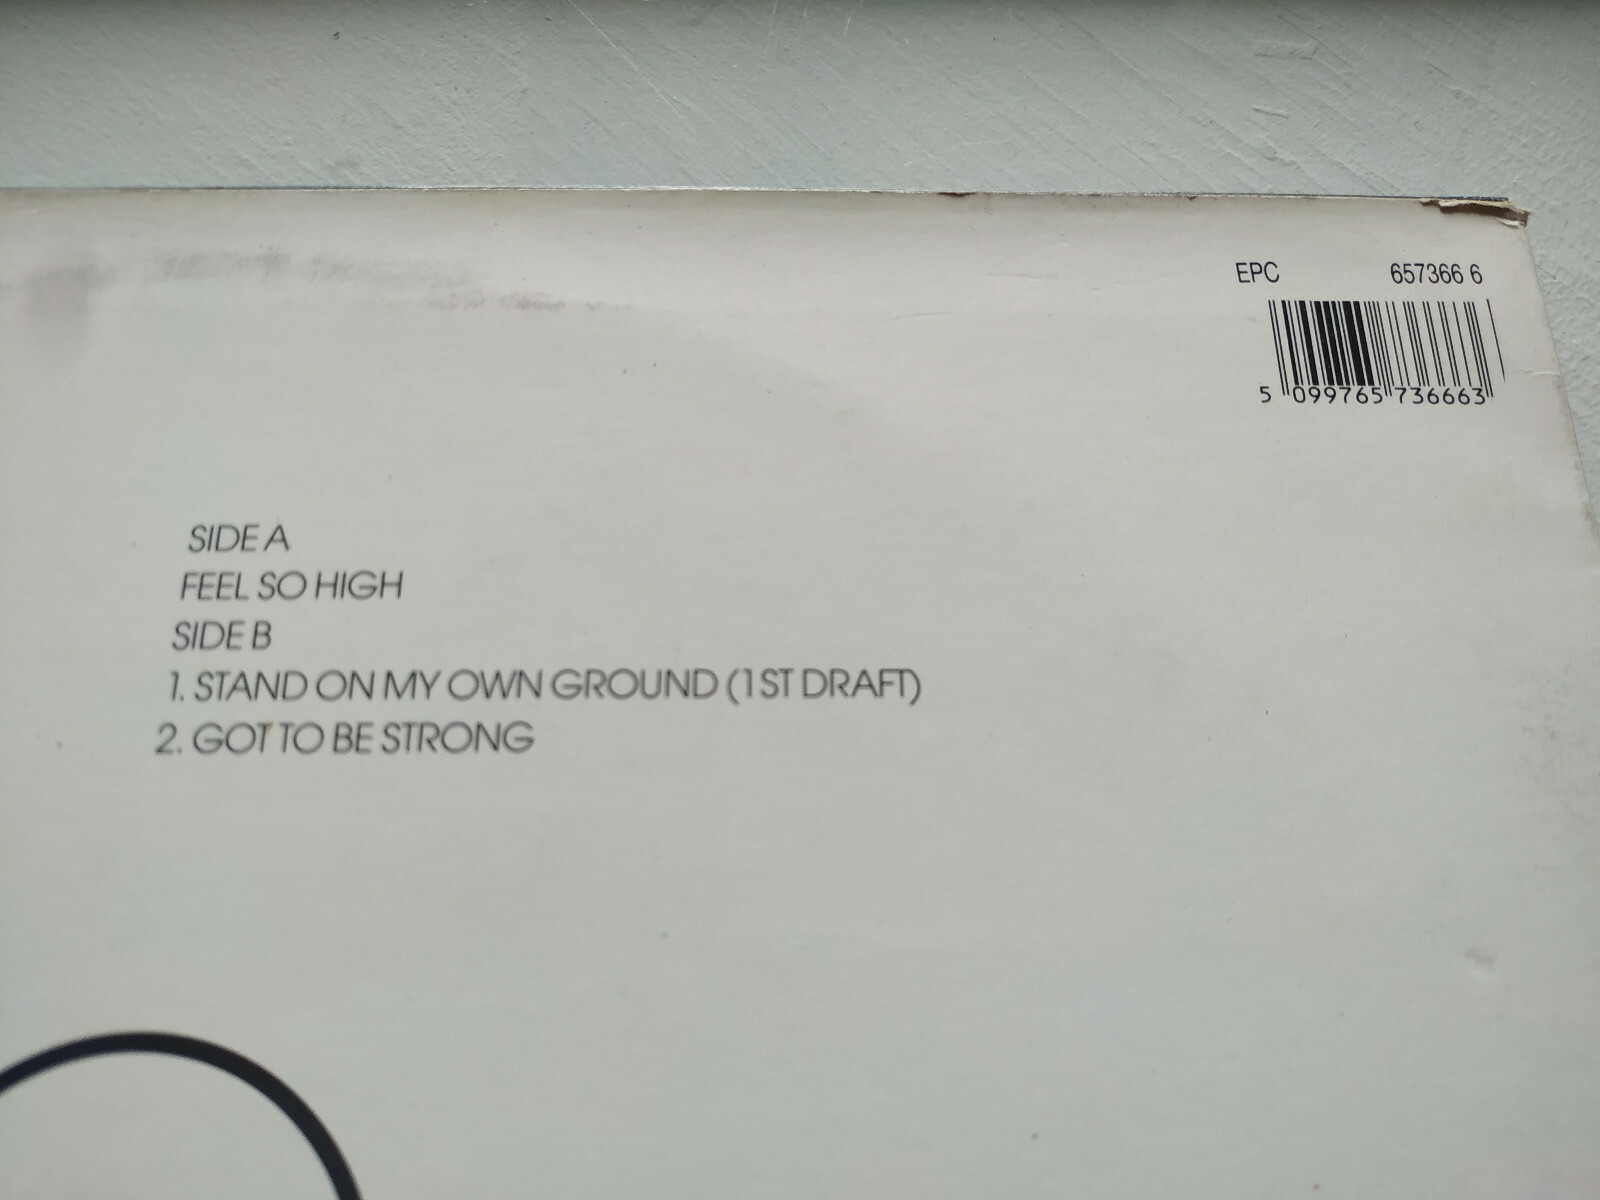 EPC 657366 6
5 099765 736663
SIDE A
FEEL SO HIGH
SIDE B
1. STAND ON MY OWN GROUND (1ST DRAFT)
2. GOT TO BE STRONG